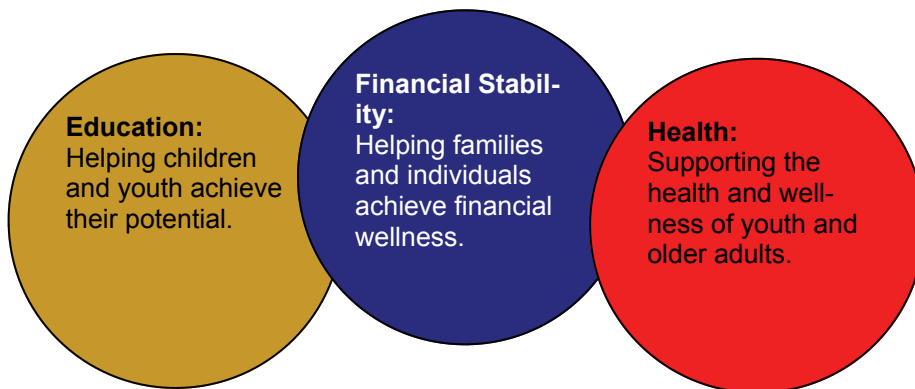 Education:
Helping children
and youth achieve
their potential.
Financial Stabil-
ity:
Helping families
and individuals
achieve financial
wellness.
Health:
Supporting the
health and well-
ness of youth and
older adults.